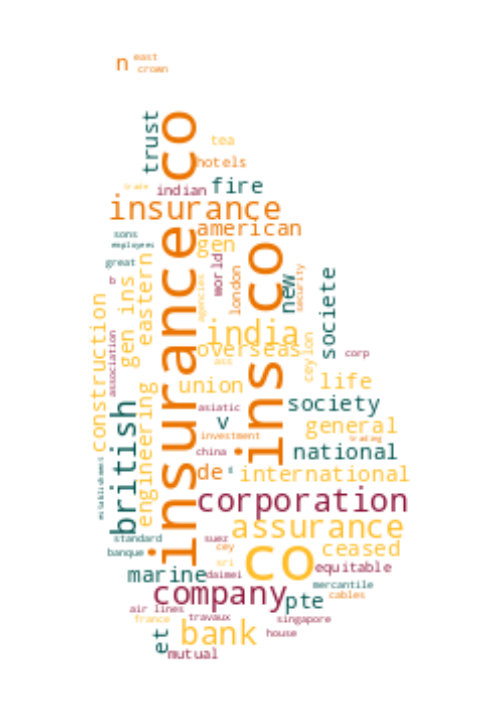 n
east
crown
trust
insurance co
tea
hotels
trade
indian
fire
insurance
american
sons
employees
gen
great
b
world
london
new
security
societe
eastern
gen ins
agencies
construction
association
ins co
india
overseas
ceylon
corp
ass
union
life
asiatic
society
british
engineering
v
general
investment
trading
china
national
de
international
establishment
corporation
assurance
standard
suez
banque
cey
co
ceased
sri
equitable
marine
daimei
mercantile
company
pte
cables
air lines
france
travaux
singapore
et
bank
house
mutual